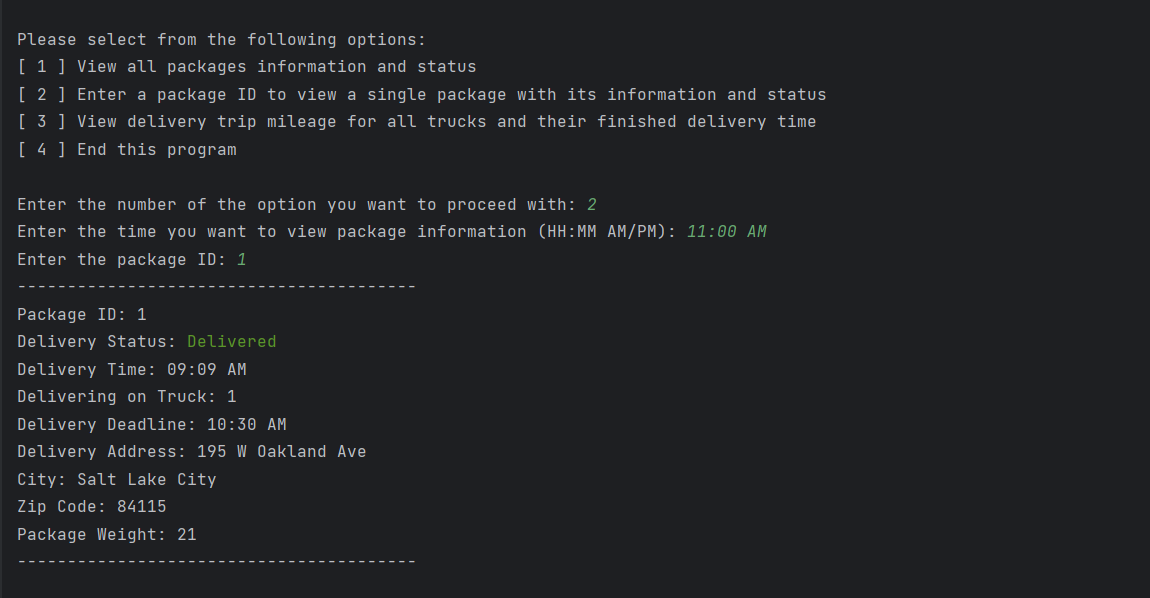 Please select from the following options:
[ 1 ] View all packages information and status
[ 2 ] Enter a package ID to view a single package with its information and status
[ 3 ] View delivery trip mileage for all trucks and their finished delivery time
[ 4 ] End this program
Enter the number of the option you want to proceed with: 2
Enter the time you want to view package information (HH:MM AM/PM): 11:00 AM
Enter the package ID: 1
----------------------------------------
Package ID: 1
Delivery Status: Delivered
Delivery Time: 09:09 AM
Delivering on Truck: 1
Delivery Deadline: 10:30 AM
Delivery Address: 195 W Oakland Ave
City: Salt Lake City
Zip Code: 84115
Package Weight: 21
----------------------------------------